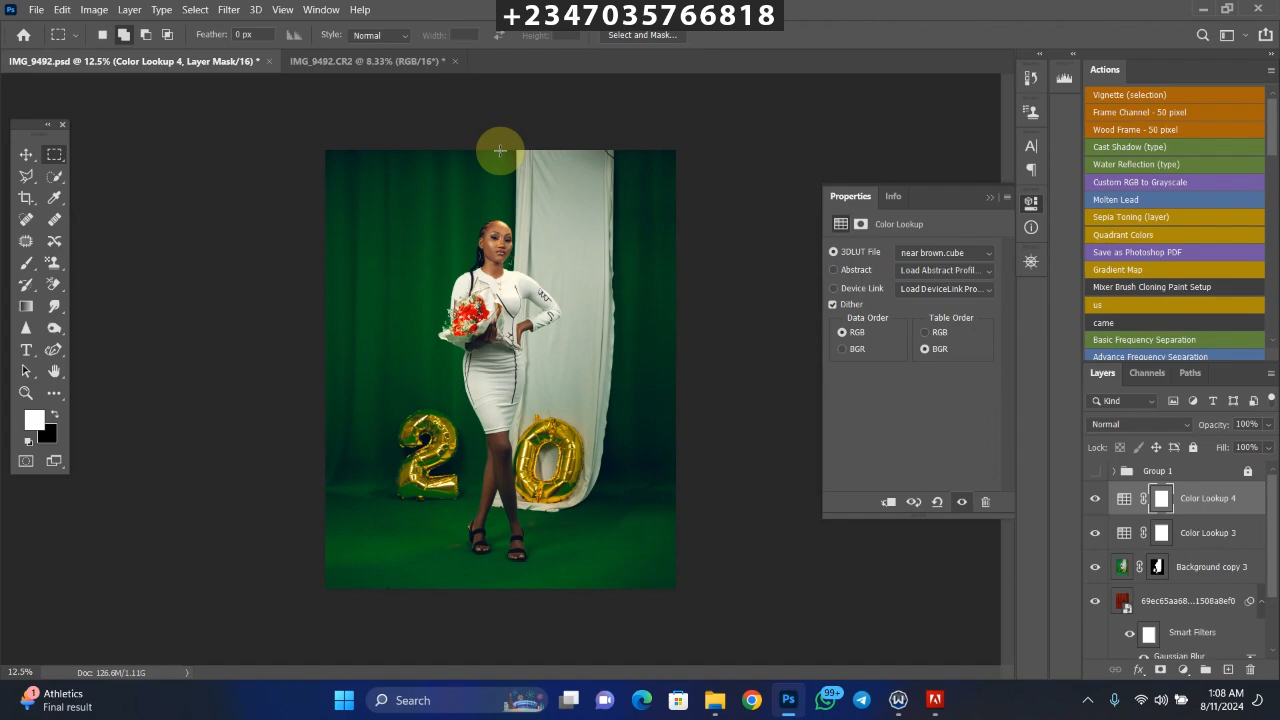 +2347035766818
File Edit Image Layer Type Select Filter 3D View Plugins Window Help
Feather: 0 px Style: Normal Width: Height: Select and Mask...
IMG_9492.psd @ 12.5% (Color Lookup 4, Layer Mask/16) * × IMG_9492.CR2 @ 8.33% (RGB/16*) * ×
Properties Info
Color Lookup
3DLUT File near brown.cube
Abstract Load Abstract Profil...
Device Link Load DeviceLink Pro...
Dither
Data Order Table Order
RGB RGB
BGR BGR
Actions
Vignette (selection)
Frame Channel - 50 pixel
Wood Frame - 50 pixel
Cast Shadow (type)
Water Reflection (type)
Custom RGB to Grayscale
Molten Lead
Sepia Toning (layer)
Quadrant Colors
Save as Photoshop PDF
Gradient Map
Mixer Brush Cloning Paint Setup
us
came
Basic Frequency Separation
Advance Frequency Separation
Layers Channels Paths
Kind
Normal Opacity: 100%
Lock: Fill: 100%
Group 1
Color Lookup 4
Color Lookup 3
Background copy 3
69ec65aa68...1508a8ef0
Smart Filters
Gaussian Blur
20
12.5% Doc: 126.6M/1.11G
1 Athletics
Final result
Search
99+
1:08 AM
8/11/2024